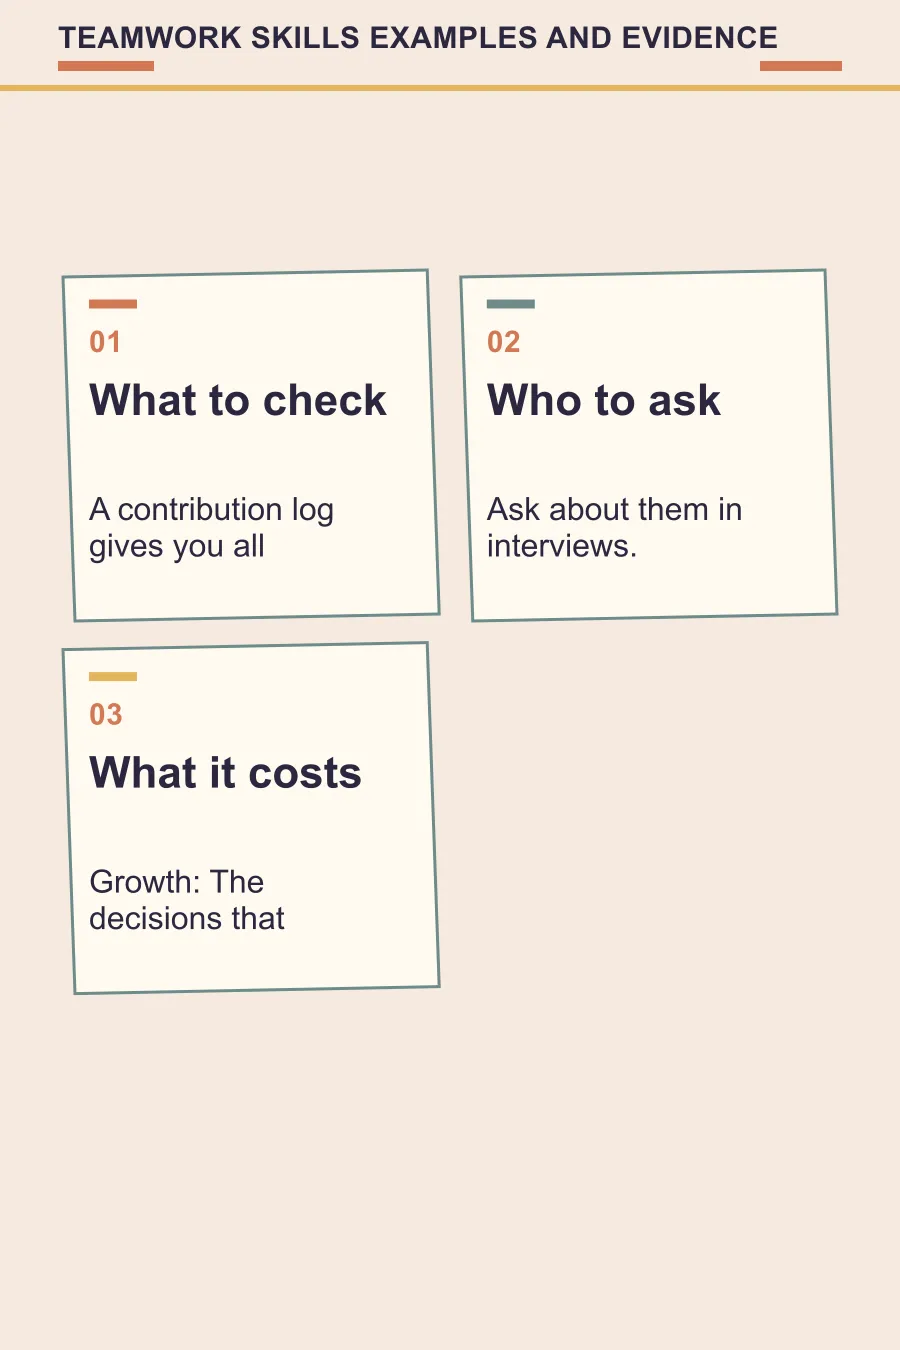 TEAMWORK SKILLS EXAMPLES AND EVIDENCE
01
What to check
A contribution log
gives you all
02
Who to ask
Ask about them in
interviews.
03
What it costs
Growth: The
decisions that